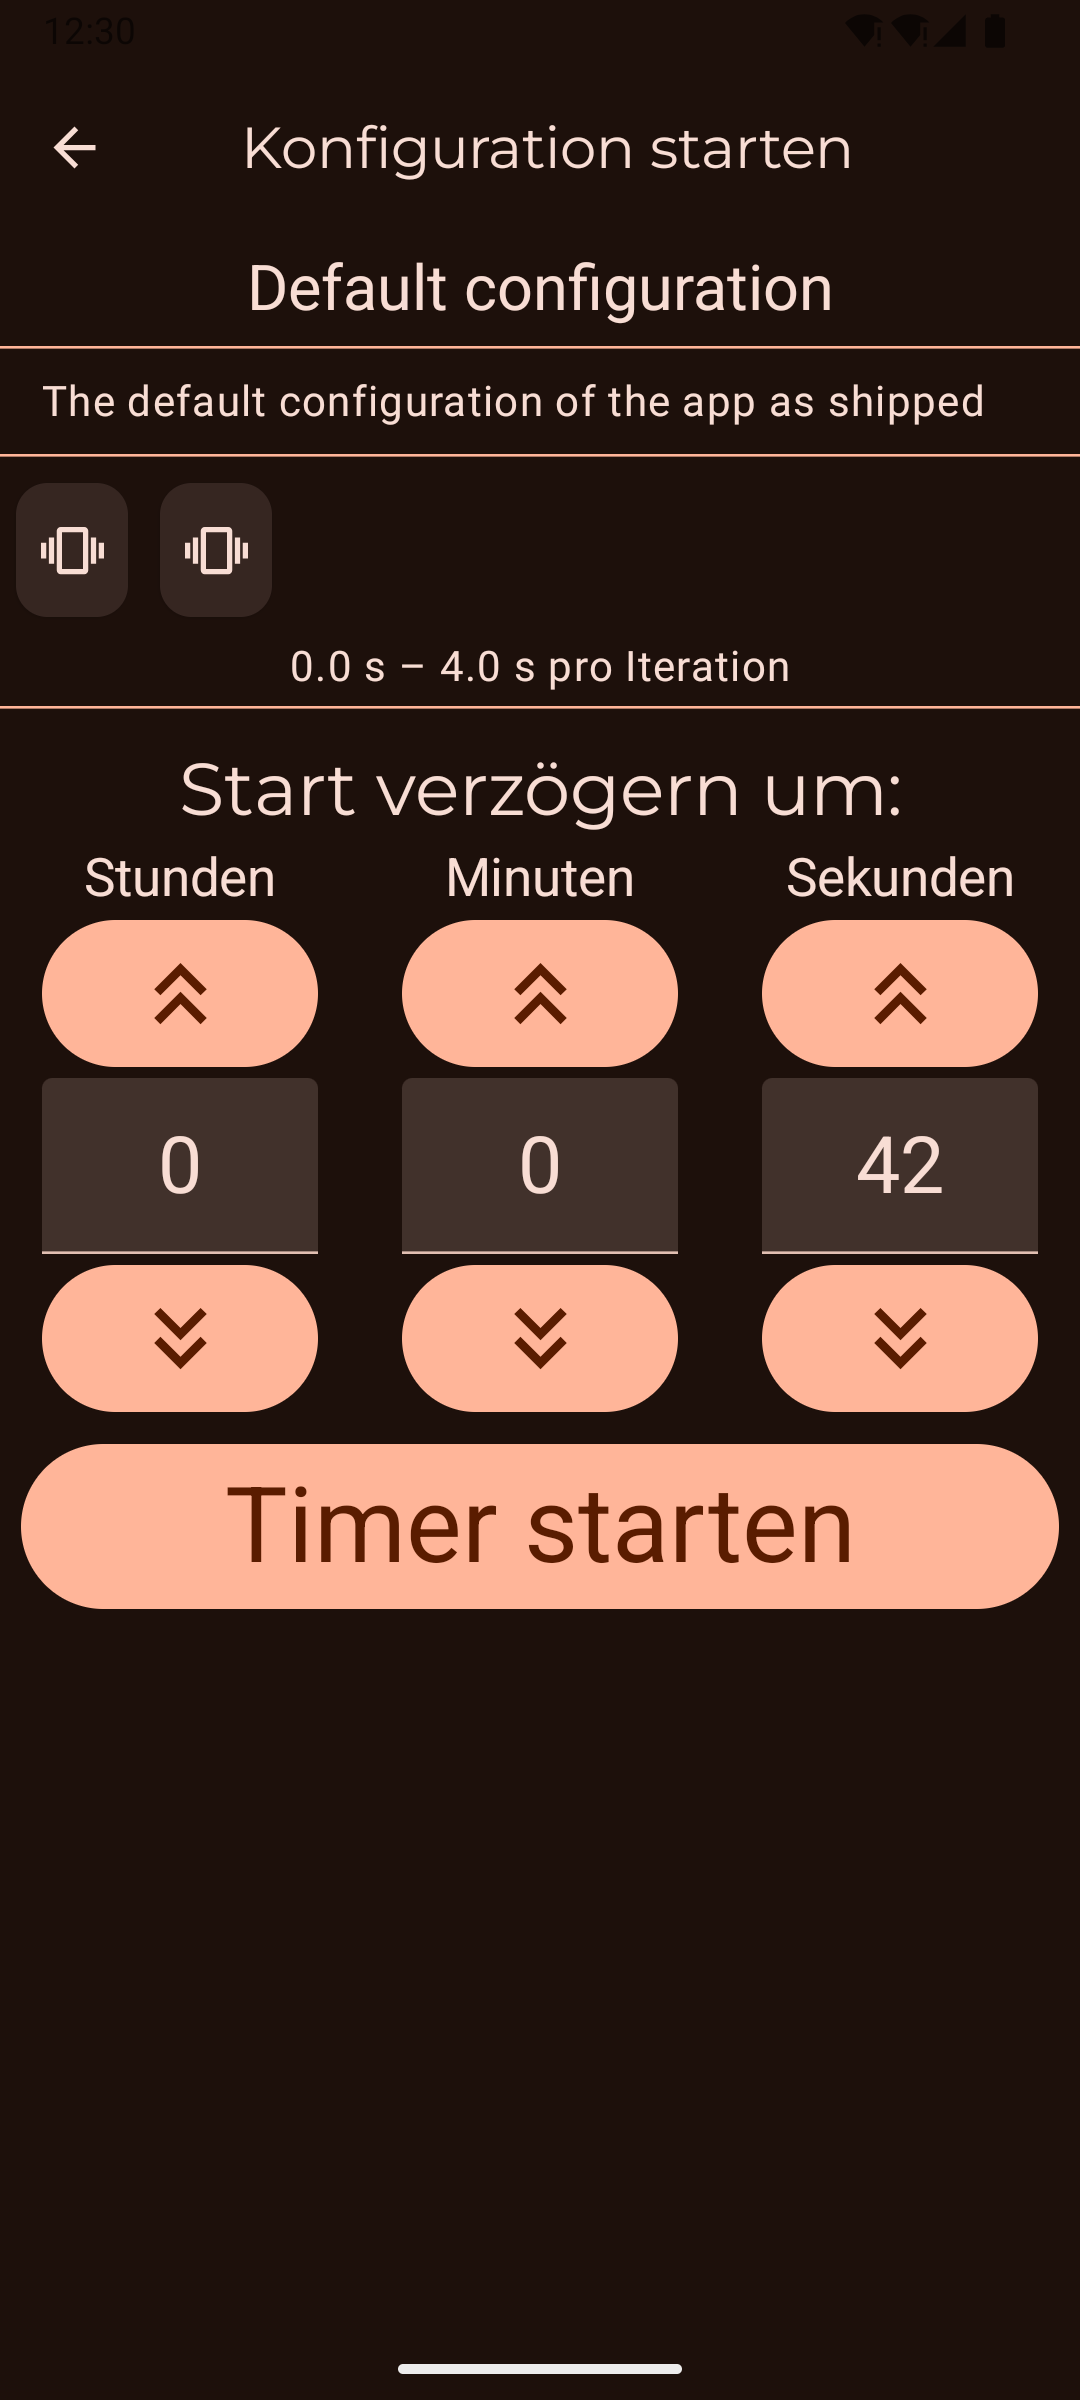 12:30
Konfiguration starten
Default configuration
The default configuration of the app as shipped
0.0 s – 4.0 s pro Iteration
Start verzögern um:
Stunden Minuten Sekunden
0 0 42
Timer starten